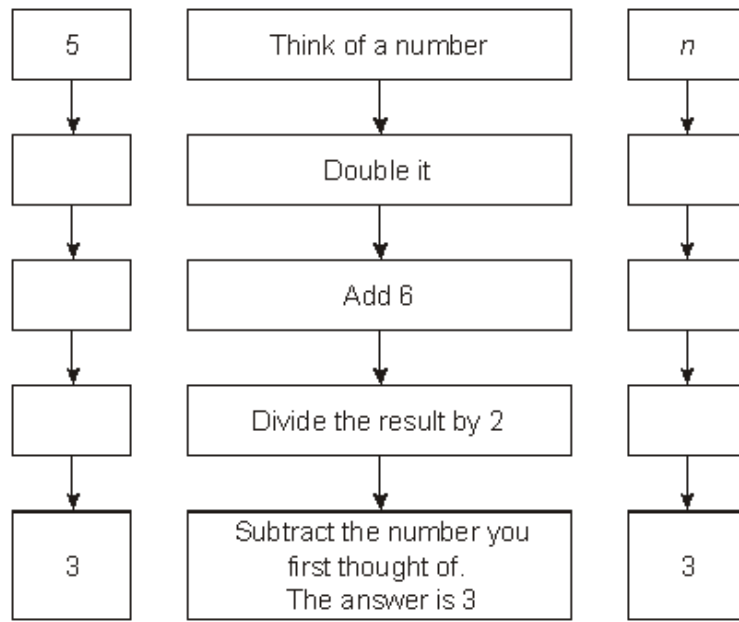 5
Think of a number
n
Double it
Add 6
Divide the result by 2
3
Subtract the number you
first thought of.
The answer is 3
3